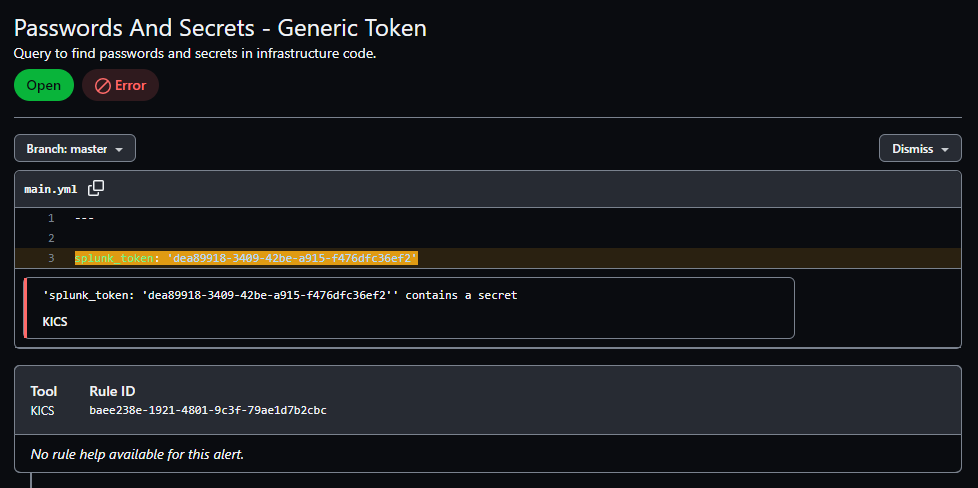 Passwords And Secrets - Generic Token
Query to find passwords and secrets in infrastructure code.
Open Error
Branch: master Dismiss
main.yml
1 ---
2
3 splunk_token: 'dea89918-3409-42be-a915-f476dfc36ef2'
'splunk_token: 'dea89918-3409-42be-a915-f476dfc36ef2'' contains a secret
KICS
Tool Rule ID
KICS baee238e-1921-4801-9c3f-79ae1d7b2cbc
No rule help available for this alert.